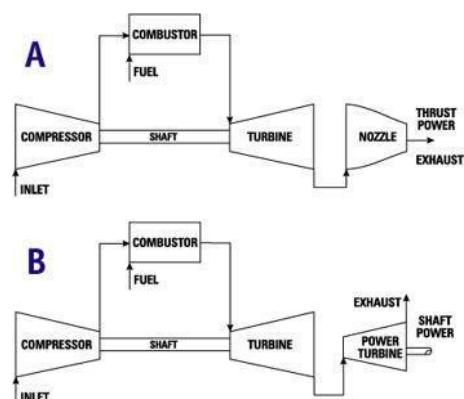 A
COMBUSTOR
FUEL
COMPRESSOR
SHAFT
TURBINE
NOZZLE
THRUST
POWER
EXHAUST
INLET
B
COMBUSTOR
FUEL
EXHAUST
SHAFT
POWER
COMPRESSOR
SHAFT
TURBINE
POWER
TURBINE
INLET